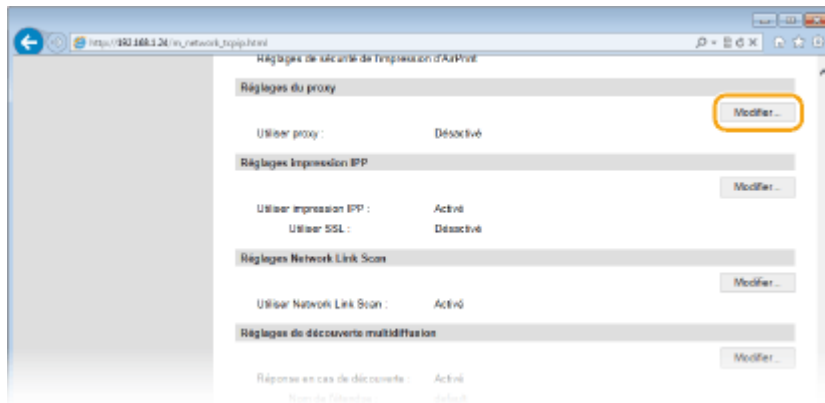 http://192.168.1.24/m_network_tcpip.html
Réglages de sécurité de l'impression d'AirPrint
Réglages du proxy
Modifier...
Utiliser proxy : Désactivé
Réglages impression IPP
Modifier...
Utiliser impression IPP : Activé
Utiliser SSL : Désactivé
Réglages Network Link Scan
Modifier...
Utiliser Network Link Scan : Activé
Réglages de découverte multidiffusion
Modifier...
Réponse en cas de découverte : Activé
default